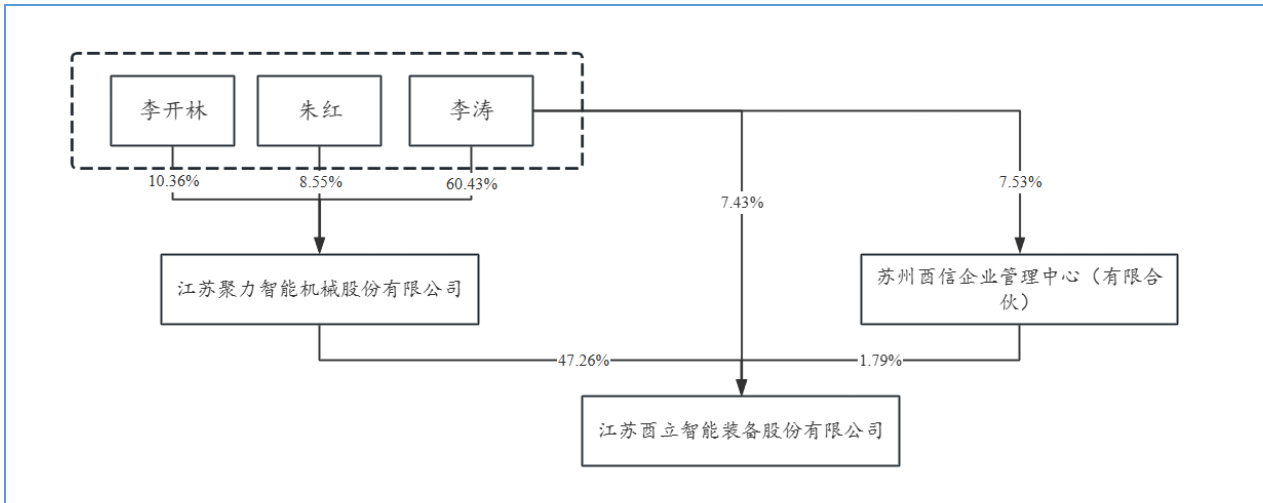 李开林
朱红
李涛
10.36%
8.55%
60.43%
7.43%
7.53%
江苏聚力智能机械股份有限公司
苏州酉信企业管理中心（有限合
伙）
47.26%
1.79%
江苏酉立智能装备股份有限公司